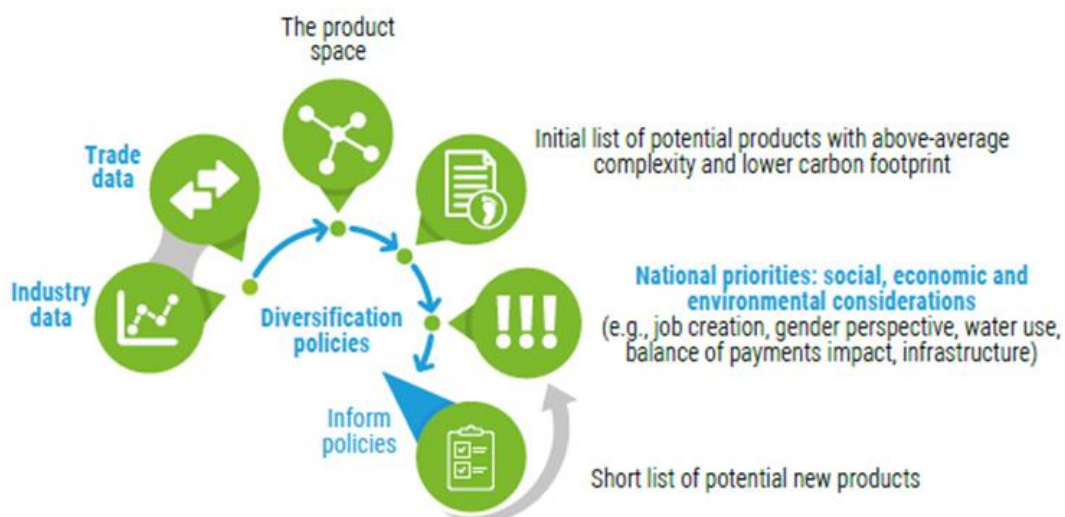 The product
space
Trade
data
Initial list of potential products with above-average
complexity and lower carbon footprint
Industry
data
Diversification
policies
National priorities: social, economic and
environmental considerations
(e.g., job creation, gender perspective, water use,
balance of payments impact, infrastructure)
Inform
policies
Short list of potential new products